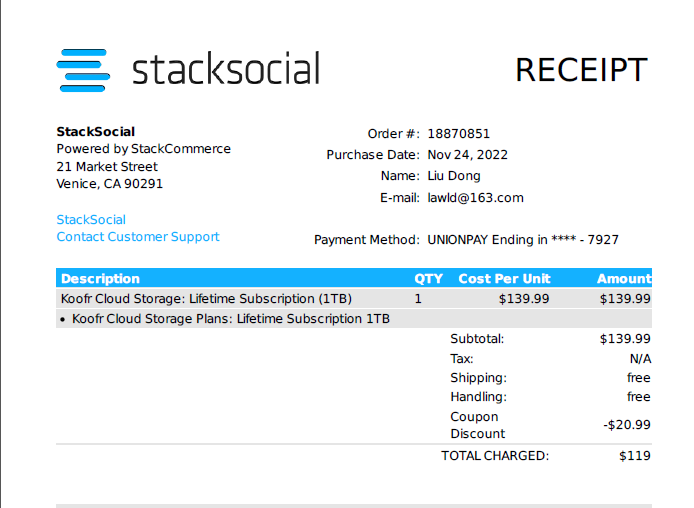 stacksocial
RECEIPT
StackSocial
Powered by StackCommerce
21 Market Street
Venice, CA 90291
StackSocial
Contact Customer Support
Order #: 18870851
Purchase Date: Nov 24, 2022
Name: Liu Dong
E-mail: lawld@163.com
Payment Method: UNIONPAY Ending in **** - 7927
Description QTY Cost Per Unit Amount
Koofr Cloud Storage: Lifetime Subscription (1TB) 1 $139.99 $139.99
• Koofr Cloud Storage Plans: Lifetime Subscription 1TB
Subtotal: $139.99
Tax: N/A
Shipping: free
Handling: free
Coupon
Discount -$20.99
TOTAL CHARGED: $119